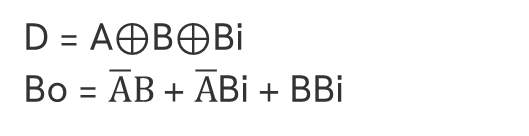 D = A⊕B⊕Bi
Bo = A̅B + A̅Bi + BBi